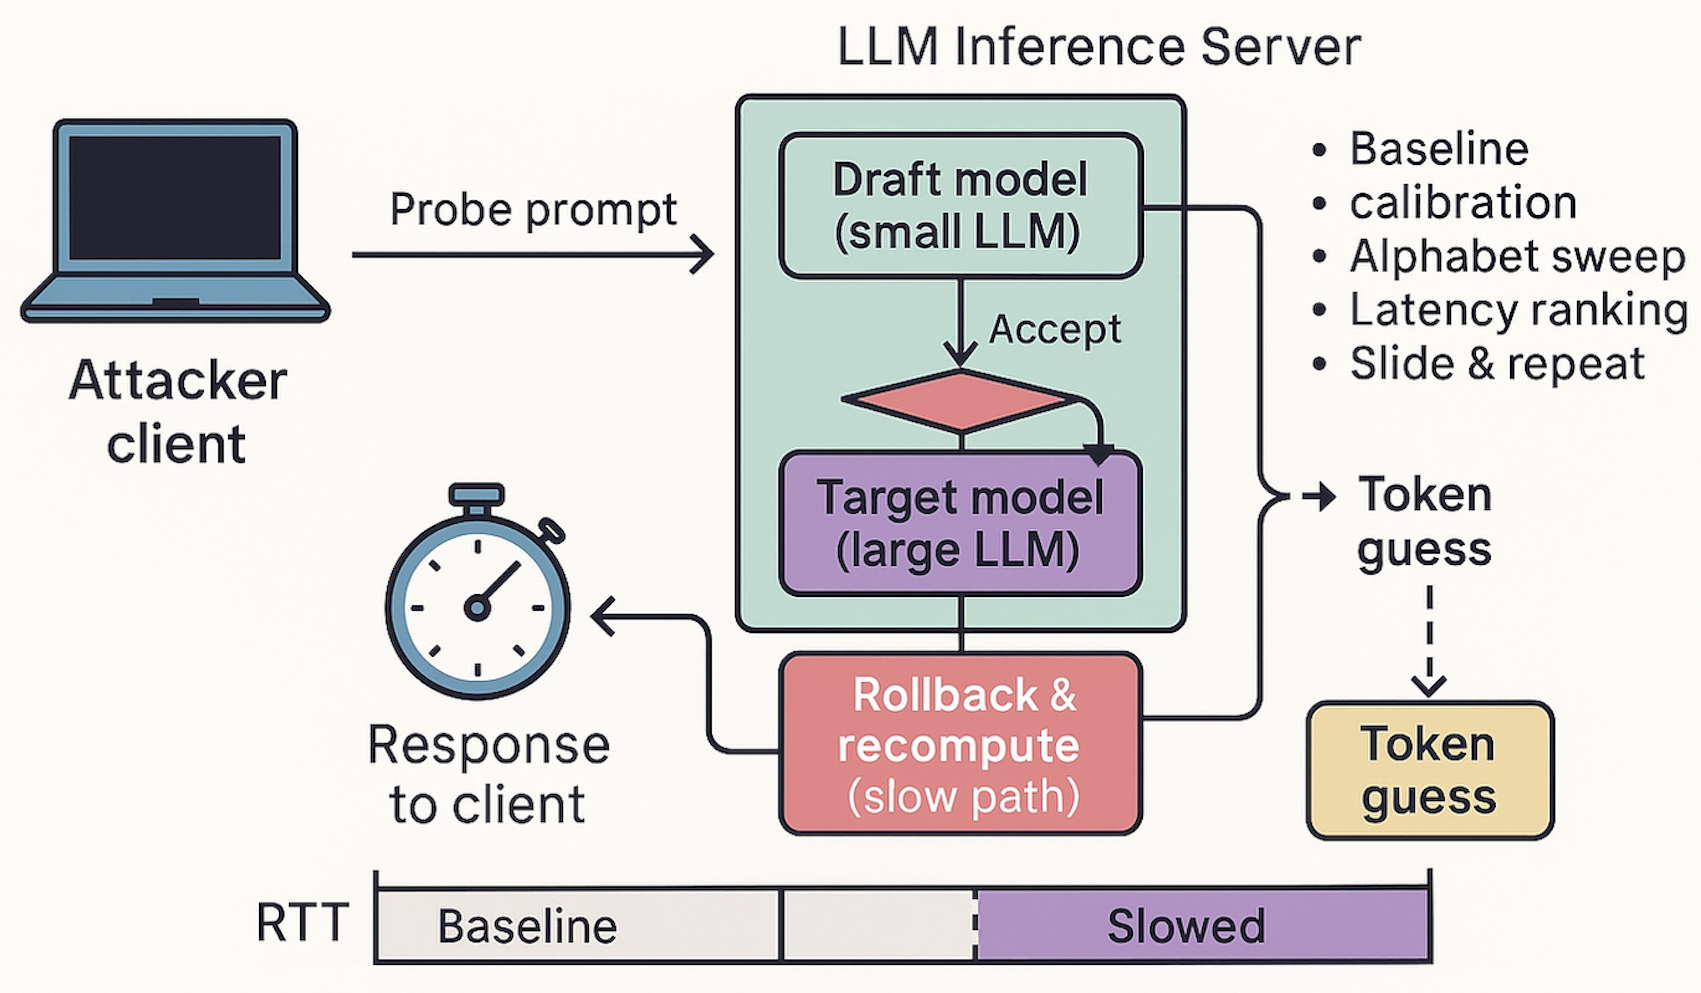 LLM Inference Server
Probe prompt
Attacker
client
Draft model
(small LLM)
Accept
Target model
(large LLM)
Rollback &
recompute
(slow path)
• Baseline
• calibration
• Alphabet sweep
• Latency ranking
• Slide & repeat
Token
guess
Token
guess
Response
to client
RTT
Baseline
Slowed